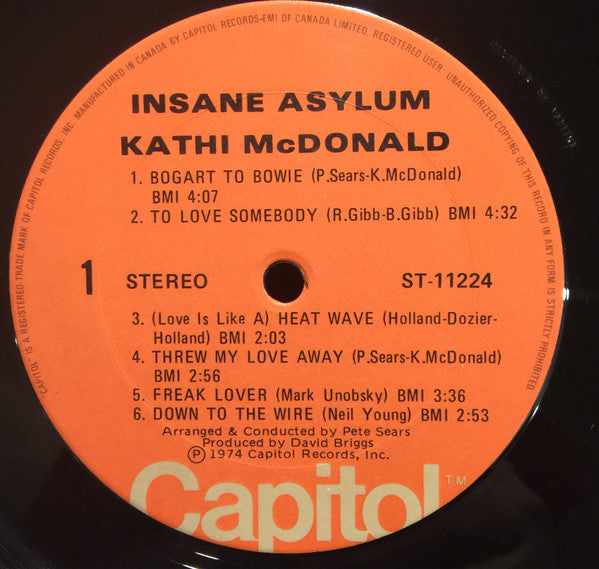 MANUFACTURED IN CANADA BY CAPITOL RECORDS-EMI OF CANADA LIMITED, REGISTERED USER. UNAUTHORIZED COPYING OF THIS RECORD IN ANY FORM IS STRICTLY PROHIBITED.
"CAPITOL" IS A REGISTERED TRADE MARK OF CAPITOL RECORDS, INC.
INSANE ASYLUM
KATHI McDONALD
1. BOGART TO BOWIE (P.Sears-K.McDonald)
BMI 4:07
2. TO LOVE SOMEBODY (R.Gibb-B.Gibb) BMI 4:32
1 STEREO ST-11224
3. (Love Is Like A) HEAT WAVE (Holland-Dozier-
Holland) BMI 2:03
4. THREW MY LOVE AWAY (P.Sears-K.McDonald)
BMI 2:56
5. FREAK LOVER (Mark Unobsky) BMI 3:36
6. DOWN TO THE WIRE (Neil Young) BMI 2:53
Arranged & Conducted by Pete Sears
Produced by David Briggs
℗ 1974 Capitol Records, Inc.
Capitol T.M.